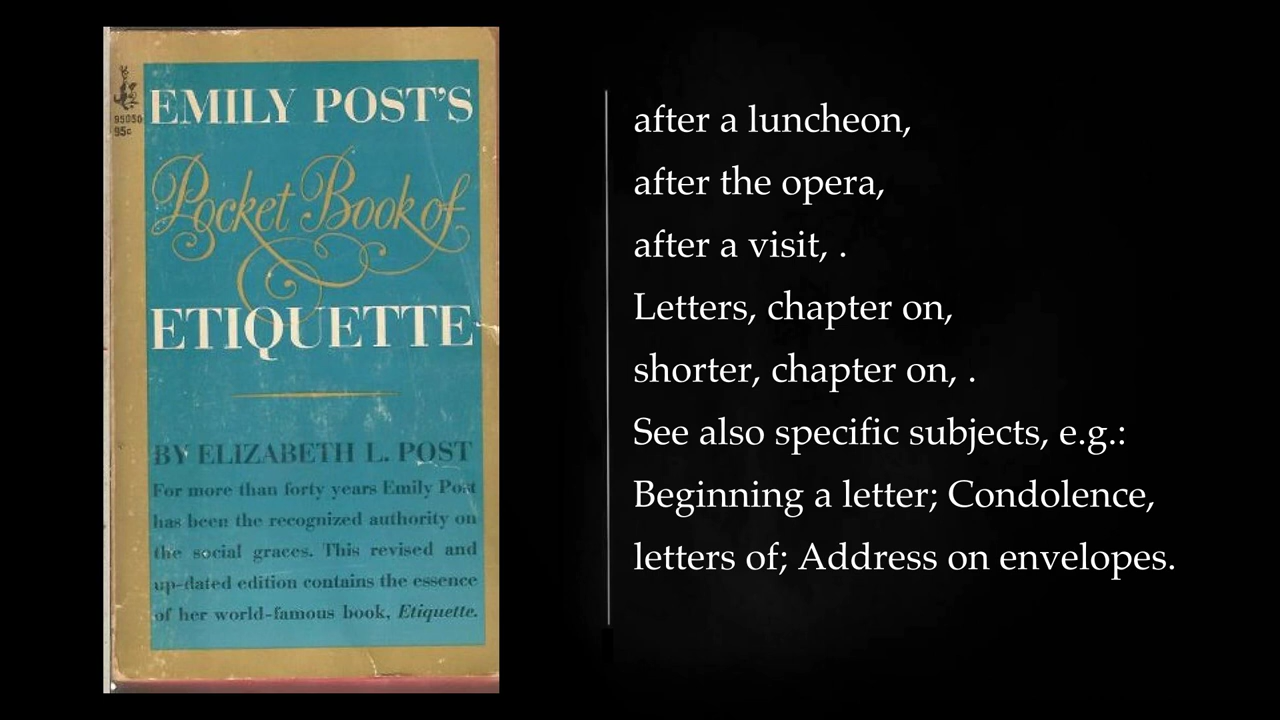 EMILY POST'S
95050
95c
Pocket Book of
ETIQUETTE
BY ELIZABETH L. POST
For more than forty years Emily Post
has been the recognized authority on
the social graces. This revised and
up-dated edition contains the essence
of her world-famous book, Etiquette.
after a luncheon,
after the opera,
after a visit, .
Letters, chapter on,
shorter, chapter on, .
See also specific subjects, e.g.:
Beginning a letter; Condolence,
letters of; Address on envelopes.